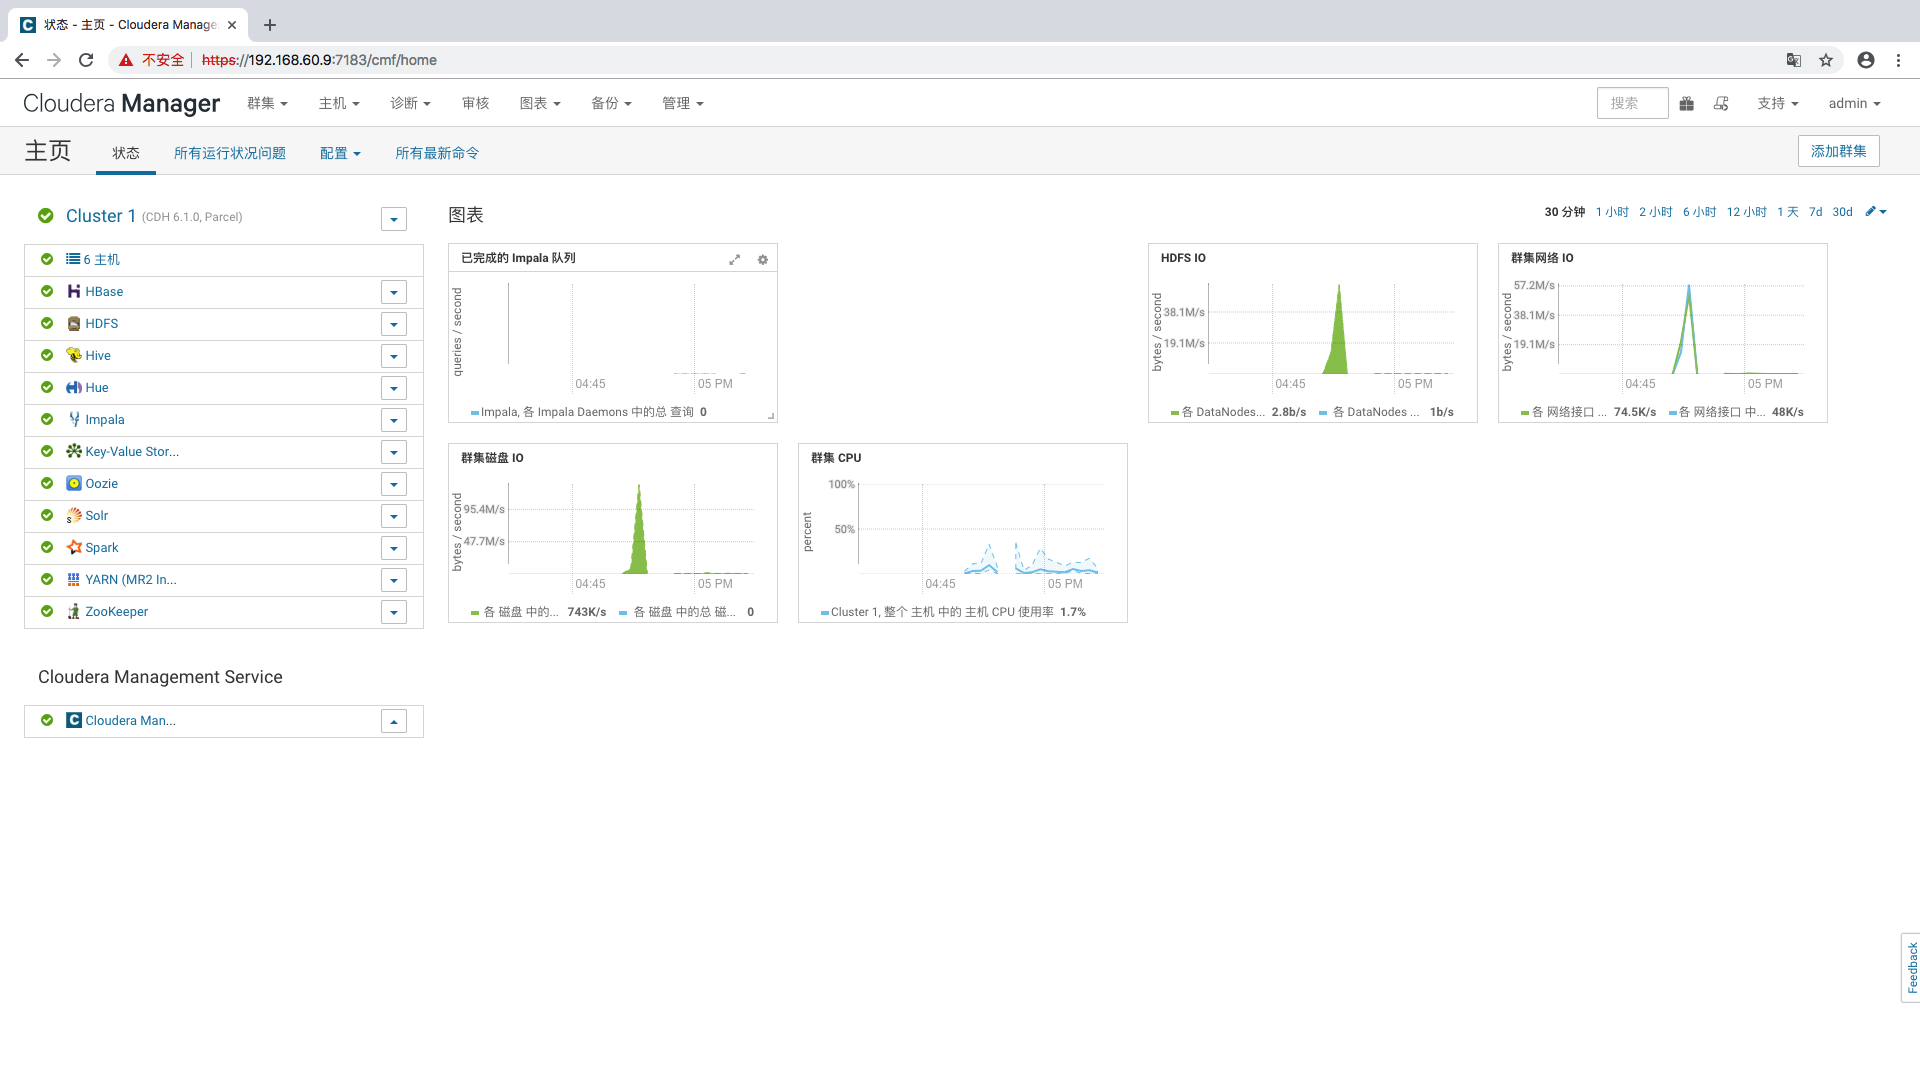 状态 - 主页 - Cloudera Manage
不安全 https://192.168.60.9:7183/cmf/home
Cloudera Manager 群集 主机 诊断 审核 图表 备份 管理 搜索 支持 admin
主页 状态 所有运行状况问题 配置 所有最新命令 添加群集
Cluster 1 (CDH 6.1.0, Parcel)
6 主机
HBase
HDFS
Hive
Hue
Impala
Key-Value Stor...
Oozie
Solr
Spark
YARN (MR2 In...
ZooKeeper
Cloudera Management Service
Cloudera Man...
图表
30 分钟 1 小时 2 小时 6 小时 12 小时 1 天 7d 30d
已完成的 Impala 队列
queries / second
04:45 05 PM
Impala, 各 Impala Daemons 中的总 查询 0
HDFS IO
bytes / second
38.1M/s
19.1M/s
04:45 05 PM
各 DataNodes... 2.8b/s 各 DataNodes ... 1b/s
群集网络 IO
bytes / second
57.2M/s
38.1M/s
19.1M/s
04:45 05 PM
各 网络接口 ... 74.5K/s 各 网络接口 中... 48K/s
群集磁盘 IO
bytes / second
95.4M/s
47.7M/s
04:45 05 PM
各 磁盘 中的... 743K/s 各 磁盘 中的总 磁... 0
群集 CPU
percent
100%
50%
04:45 05 PM
Cluster 1, 整个 主机 中的 主机 CPU 使用率 1.7%
Feedback